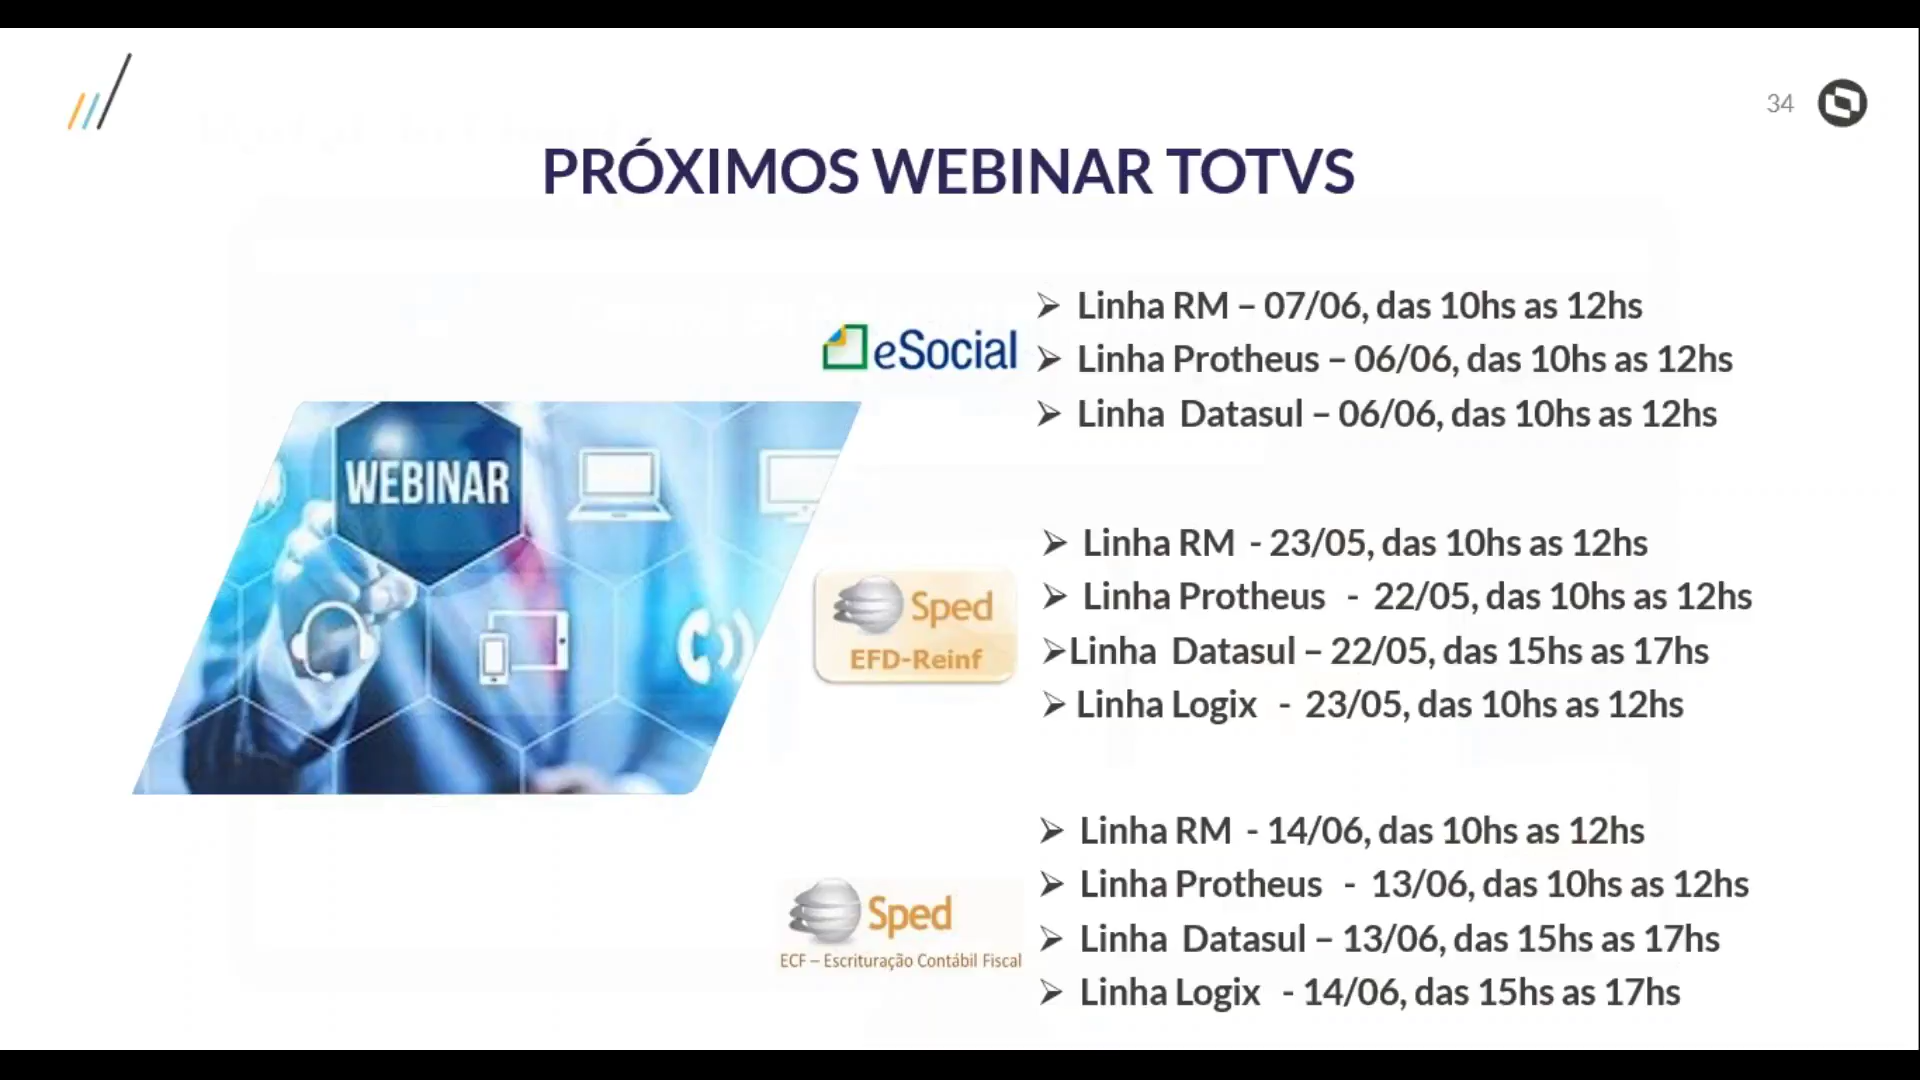 34
PRÓXIMOS WEBINAR TOTVS
eSocial
➢ Linha RM – 07/06, das 10hs as 12hs
➢ Linha Protheus – 06/06, das 10hs as 12hs
➢ Linha Datasul – 06/06, das 10hs as 12hs
WEBINAR
Sped
EFD-Reinf
➢ Linha RM - 23/05, das 10hs as 12hs
➢ Linha Protheus - 22/05, das 10hs as 12hs
➢Linha Datasul – 22/05, das 15hs as 17hs
➢ Linha Logix - 23/05, das 10hs as 12hs
Sped
ECF – Escrituração Contábil Fiscal
➢ Linha RM - 14/06, das 10hs as 12hs
➢ Linha Protheus - 13/06, das 10hs as 12hs
➢ Linha Datasul – 13/06, das 15hs as 17hs
➢ Linha Logix - 14/06, das 15hs as 17hs